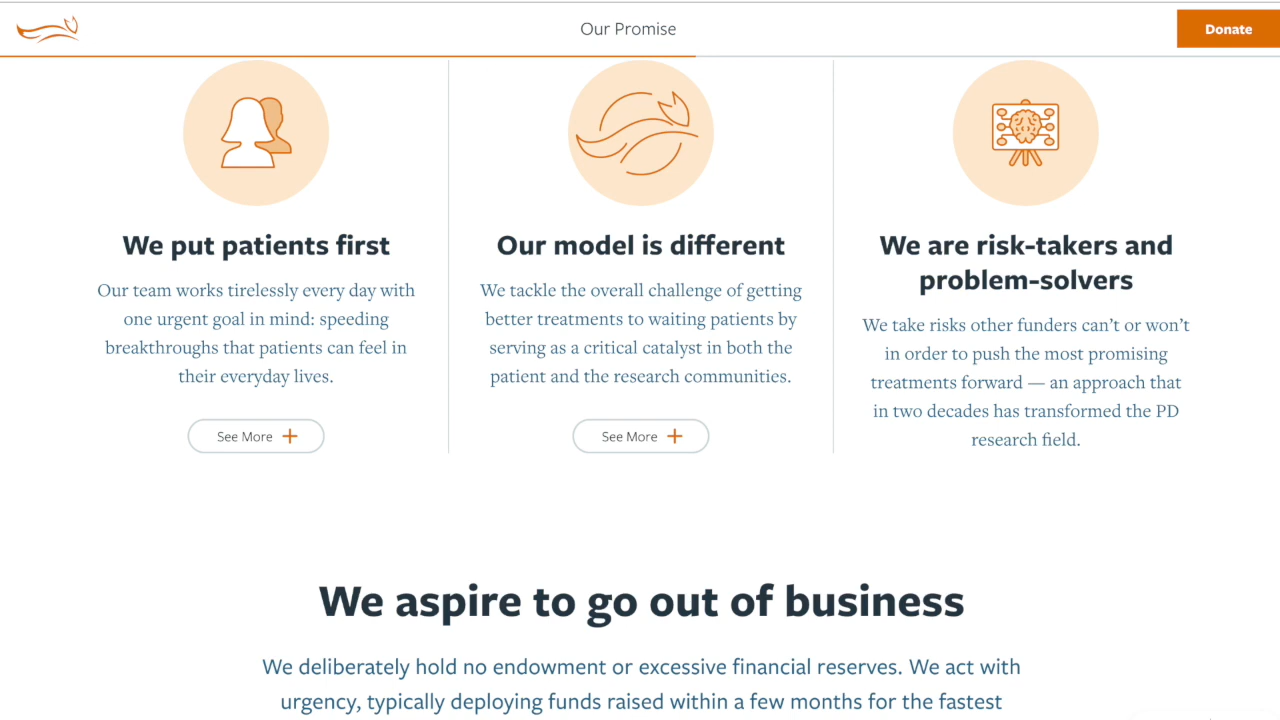 Our Promise
Donate
We put patients first
Our team works tirelessly every day with
one urgent goal in mind: speeding
breakthroughs that patients can feel in
their everyday lives.
See More
Our model is different
We tackle the overall challenge of getting
better treatments to waiting patients by
serving as a critical catalyst in both the
patient and the research communities.
See More
We are risk-takers and
problem-solvers
We take risks other funders can’t or won’t
in order to push the most promising
treatments forward — an approach that
in two decades has transformed the PD
research field.
We aspire to go out of business
We deliberately hold no endowment or excessive financial reserves. We act with
urgency, typically deploying funds raised within a few months for the fastest